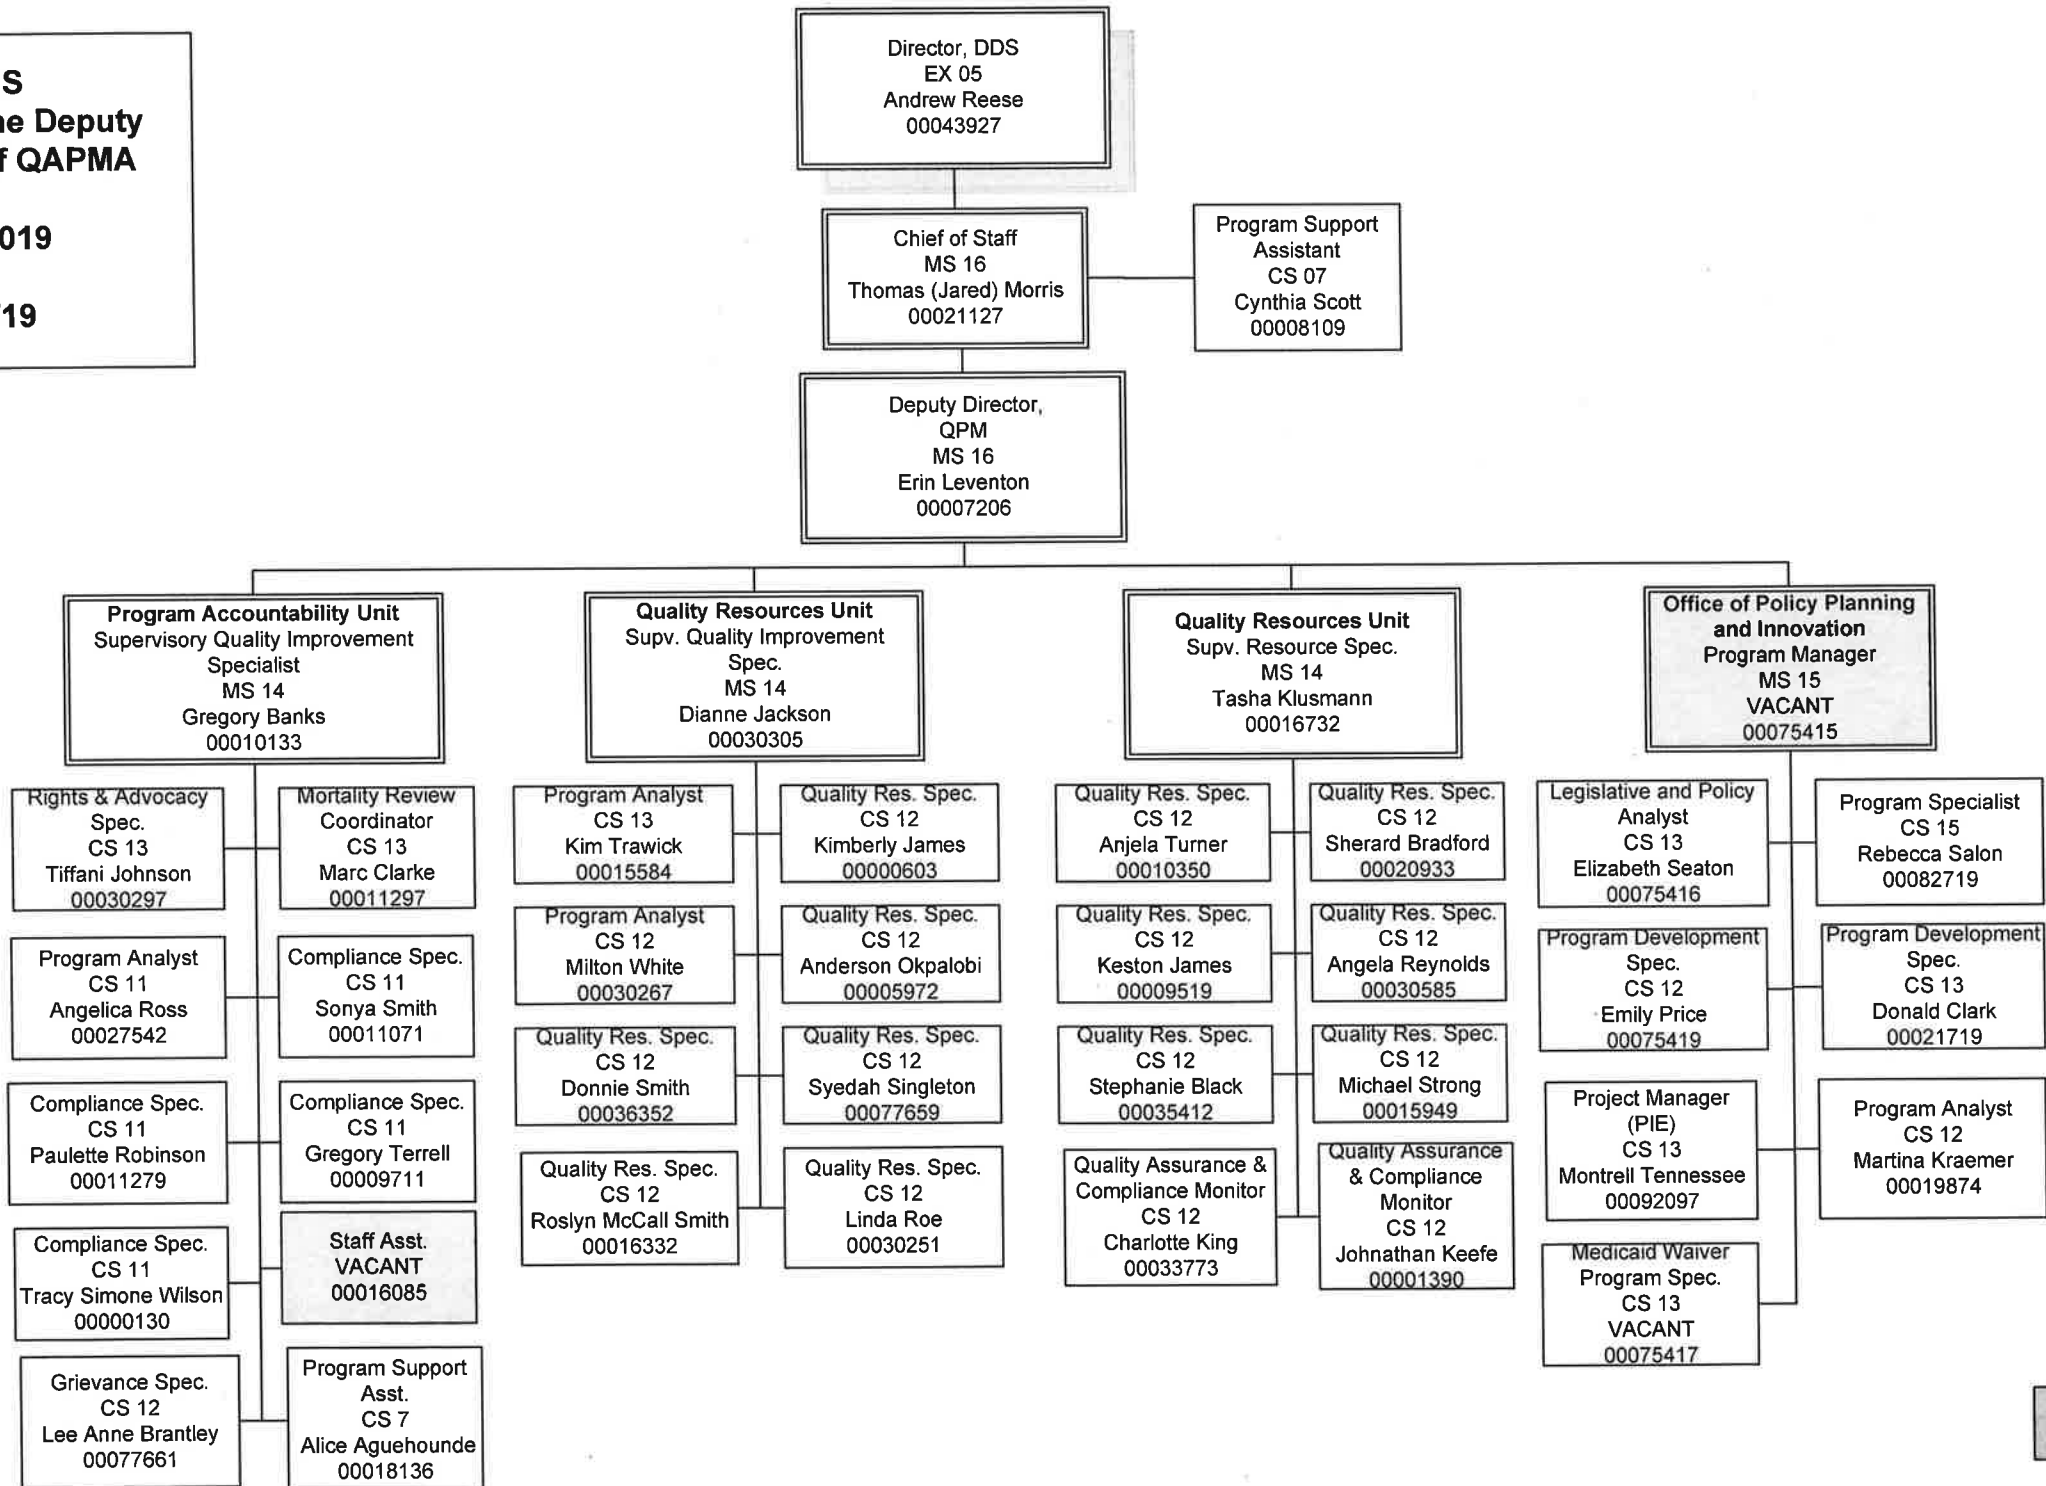 S
ne Deputy
f QAPMA
019
/19
Director, DDS
EX 05
Andrew Reese
00043927
Chief of Staff
MS 16
Thomas (Jared) Morris
00021127
Program Support
Assistant
CS 07
Cynthia Scott
00008109
Deputy Director,
QPM
MS 16
Erin Leventon
00007206
Program Accountability Unit
Supervisory Quality Improvement
Specialist
MS 14
Gregory Banks
00010133
Quality Resources Unit
Supv. Quality Improvement
Spec.
MS 14
Dianne Jackson
00030305
Quality Resources Unit
Supv. Resource Spec.
MS 14
Tasha Klusmann
00016732
Office of Policy Planning
and Innovation
Program Manager
MS 15
VACANT
00075415
Rights & Advocacy
Spec.
CS 13
Tiffani Johnson
00030297
Mortality Review
Coordinator
CS 13
Marc Clarke
00011297
Program Analyst
CS 11
Angelica Ross
00027542
Compliance Spec.
CS 11
Sonya Smith
00011071
Compliance Spec.
CS 11
Paulette Robinson
00011279
Compliance Spec.
CS 11
Gregory Terrell
00009711
Compliance Spec.
CS 11
Tracy Simone Wilson
00000130
Staff Asst.
VACANT
00016085
Grievance Spec.
CS 12
Lee Anne Brantley
00077661
Program Support
Asst.
CS 7
Alice Aguehounde
00018136
Program Analyst
CS 13
Kim Trawick
00015584
Quality Res. Spec.
CS 12
Kimberly James
00000603
Program Analyst
CS 12
Milton White
00030267
Quality Res. Spec.
CS 12
Anderson Okpalobi
00005972
Quality Res. Spec.
CS 12
Donnie Smith
00036352
Quality Res. Spec.
CS 12
Syedah Singleton
00077659
Quality Res. Spec.
CS 12
Roslyn McCall Smith
00016332
Quality Res. Spec.
CS 12
Linda Roe
00030251
Quality Res. Spec.
CS 12
Anjela Turner
00010350
Quality Res. Spec.
CS 12
Sherard Bradford
00020933
Quality Res. Spec.
CS 12
Keston James
00009519
Quality Res. Spec.
CS 12
Angela Reynolds
00030585
Quality Res. Spec.
CS 12
Stephanie Black
00035412
Quality Res. Spec.
CS 12
Michael Strong
00015949
Quality Assurance &
Compliance Monitor
CS 12
Charlotte King
00033773
Quality Assurance
& Compliance
Monitor
CS 12
Johnathan Keefe
00001390
Legislative and Policy
Analyst
CS 13
Elizabeth Seaton
00075416
Program Specialist
CS 15
Rebecca Salon
00082719
Program Development
Spec.
CS 12
Emily Price
00075419
Program Development
Spec.
CS 13
Donald Clark
00021719
Project Manager
(PIE)
CS 13
Montrell Tennessee
00092097
Program Analyst
CS 12
Martina Kraemer
00019874
Medicaid Waiver
Program Spec.
CS 13
VACANT
00075417